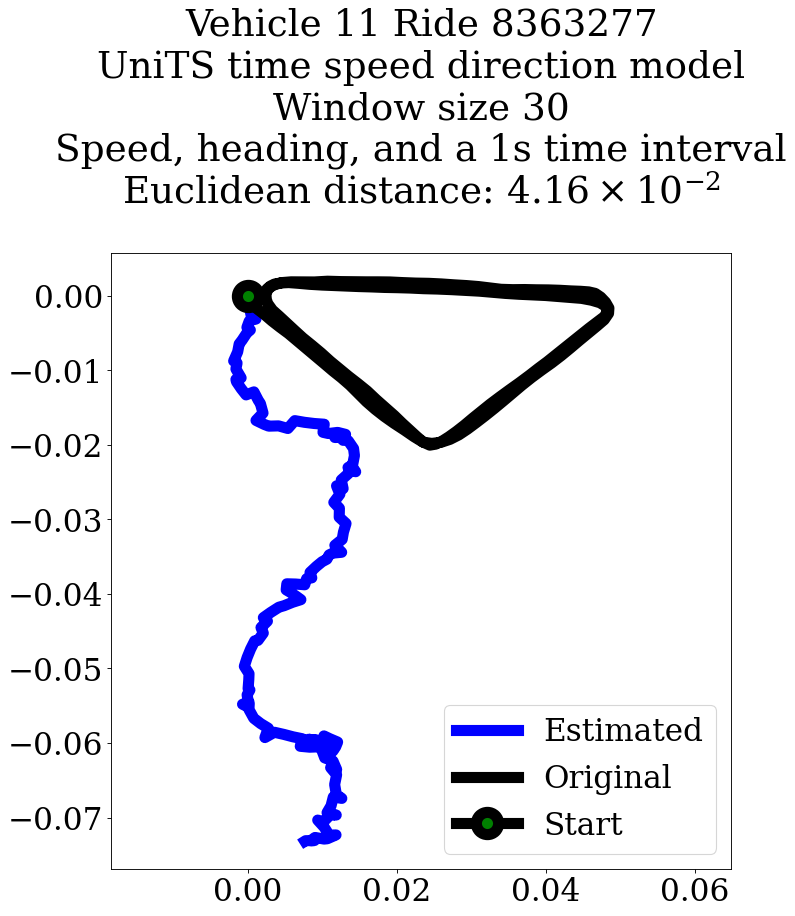 Vehicle 11 Ride 8363277
UniTS time speed direction model
Window size 30
Speed, heading, and a 1s time interval
Euclidean distance: 4.16 × 10⁻²
0.00
−0.01
−0.02
−0.03
−0.04
−0.05
−0.06
−0.07
Estimated
Original
Start
0.00 0.02 0.04 0.06